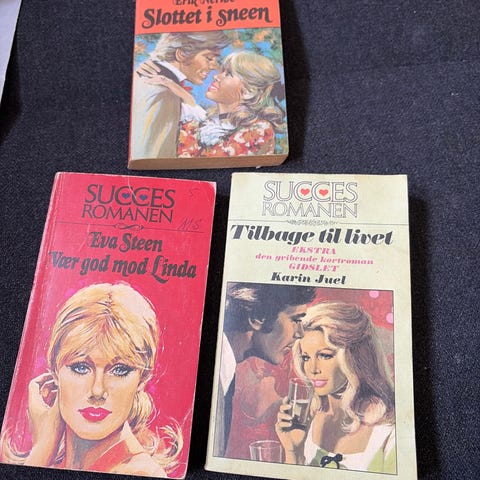 Slottet i sneen
SUCCES
ROMANEN
Eva Steen
Vær god mod Linda
SUCCES
ROMANEN
Tilbage til livet
EKSTRA
den gribende kortroman
GIDSLET
Karin Juel